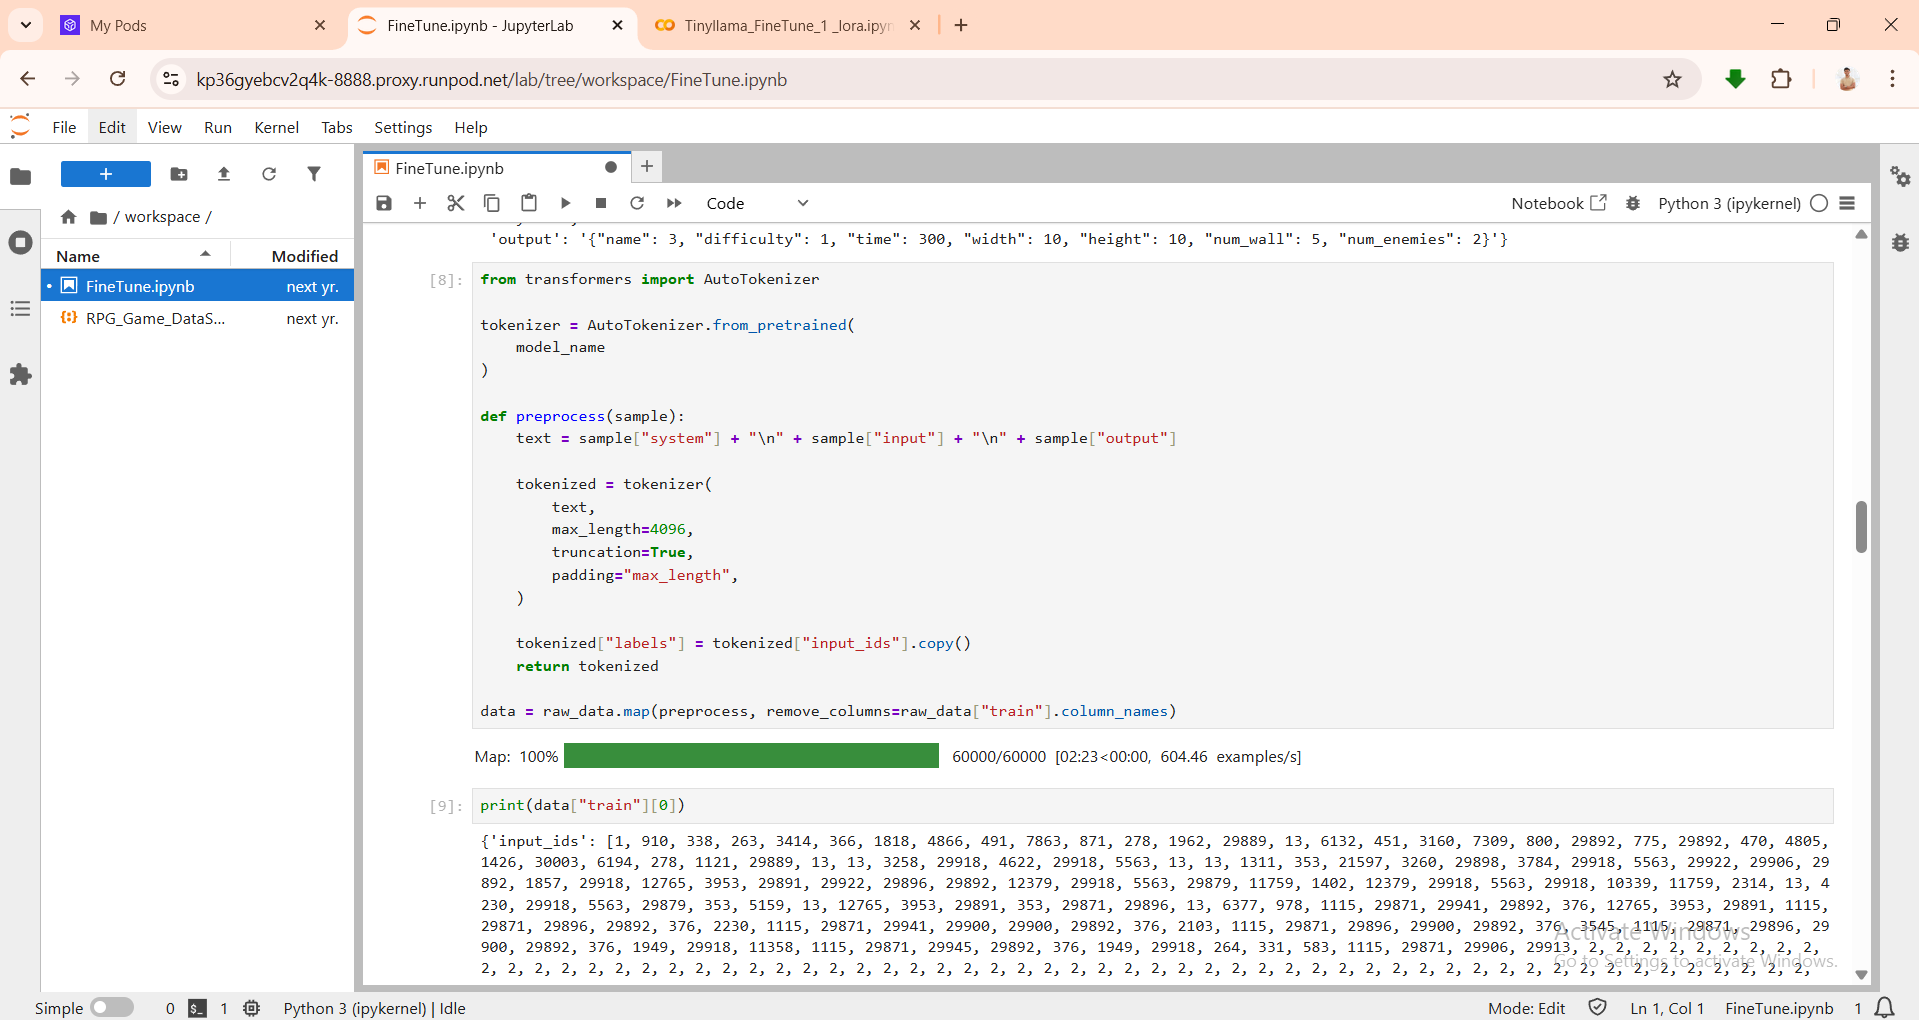 My Pods
FineTune.ipynb - JupyterLab
Tinyllama_FineTune_1 _lora.ipyn
kp36gyebcv2q4k-8888.proxy.runpod.net/lab/tree/workspace/FineTune.ipynb
File Edit View Run Kernel Tabs Settings Help
FineTune.ipynb
/ workspace /
Code
Notebook
Python 3 (ipykernel)
Name
Modified
FineTune.ipynb next yr.
RPG_Game_DataS... next yr.
'output': '{"name": 3, "difficulty": 1, "time": 300, "width": 10, "height": 10, "num_wall": 5, "num_enemies": 2}'}
[8]:
from transformers import AutoTokenizer
tokenizer = AutoTokenizer.from_pretrained(
    model_name
)
def preprocess(sample):
    text = sample["system"] + "\n" + sample["input"] + "\n" + sample["output"]
    tokenized = tokenizer(
        text,
        max_length=4096,
        truncation=True,
        padding="max_length",
    )
    tokenized["labels"] = tokenized["input_ids"].copy()
    return tokenized
data = raw_data.map(preprocess, remove_columns=raw_data["train"].column_names)
Map: 100% 60000/60000 [02:23<00:00, 604.46 examples/s]
[9]:
print(data["train"][0])
{'input_ids': [1, 910, 338, 263, 3414, 366, 1818, 4866, 491, 7863, 871, 278, 1962, 29889, 13, 6132, 451, 3160, 7309, 800, 29892, 775, 29892, 470, 4805,
1426, 30003, 6194, 278, 1121, 29889, 13, 13, 3258, 29918, 4622, 29918, 5563, 13, 13, 1311, 353, 21597, 3260, 29898, 3784, 29918, 5563, 29922, 29906, 29
892, 1857, 29918, 12765, 3953, 29891, 29922, 29896, 29892, 12379, 29918, 5563, 29879, 11759, 1402, 12379, 29918, 5563, 29918, 10339, 11759, 2314, 13, 4
230, 29918, 5563, 29879, 353, 5159, 13, 12765, 3953, 29891, 353, 29871, 29896, 13, 6377, 978, 1115, 29871, 29941, 29892, 376, 12765, 3953, 29891, 1115,
29871, 29896, 29892, 376, 2230, 1115, 29871, 29941, 29900, 29900, 29892, 376, 2103, 1115, 29871, 29896, 29900, 29892, 376, 3545, 1115, 29871, 29896, 29
900, 29892, 376, 1949, 29918, 11358, 1115, 29871, 29945, 29892, 376, 1949, 29918, 264, 331, 583, 1115, 29871, 29906, 29913, 2, 2, 2, 2, 2, 2, 2, 2,
2, 2, 2, 2, 2, 2, 2, 2, 2, 2, 2, 2, 2, 2, 2, 2, 2, 2, 2, 2, 2, 2, 2, 2, 2, 2, 2, 2, 2, 2, 2, 2, 2, 2, 2, 2, 2, 2, 2, 2, 2, 2,
Activate Windows
Go to Settings to activate Windows.
Simple 0 1 Python 3 (ipykernel) | Idle
Mode: Edit Ln 1, Col 1 FineTune.ipynb 1